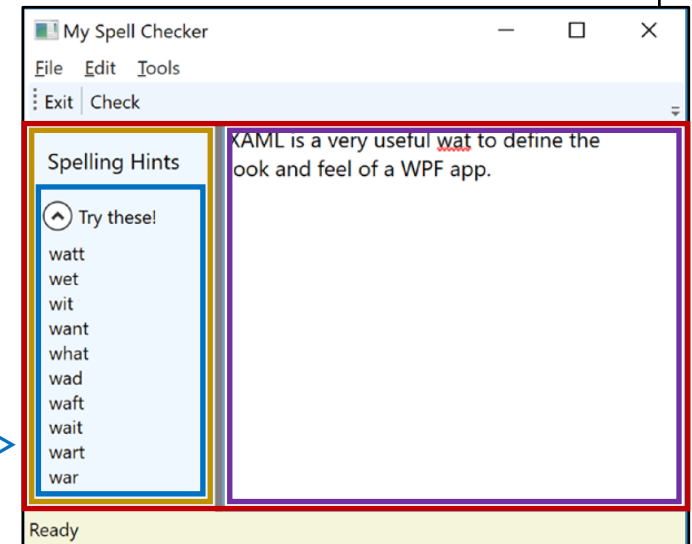 My Spell Checker
File Edit Tools
Exit Check
Spelling Hints
Try these!
watt
wet
wit
want
what
wad
waft
wait
wart
war
XAML is a very useful wat to define the
ook and feel of a WPF app.
Ready